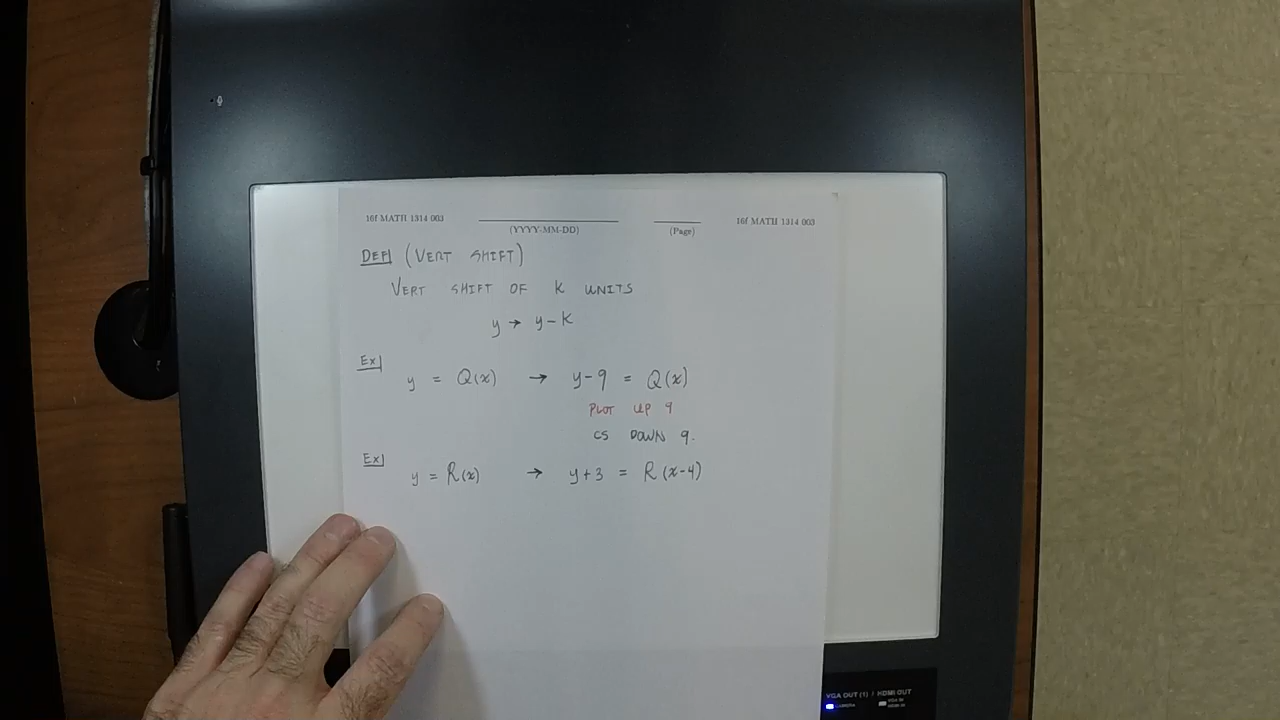 16f MATH 1314 003
(YYYY-MM-DD)
(Page)
16f MATH 1314 003
DEF (VERT SHIFT)
VERT SHIFT OF K UNITS
y → y-K
Ex
y = Q(x) → y-9 = Q(x)
PLOT UP 9
CS DOWN 9.
Ex
y = R(x) → y+3 = R(x-4)
VGA OUT (1) / HDMI OUT
CAMERA